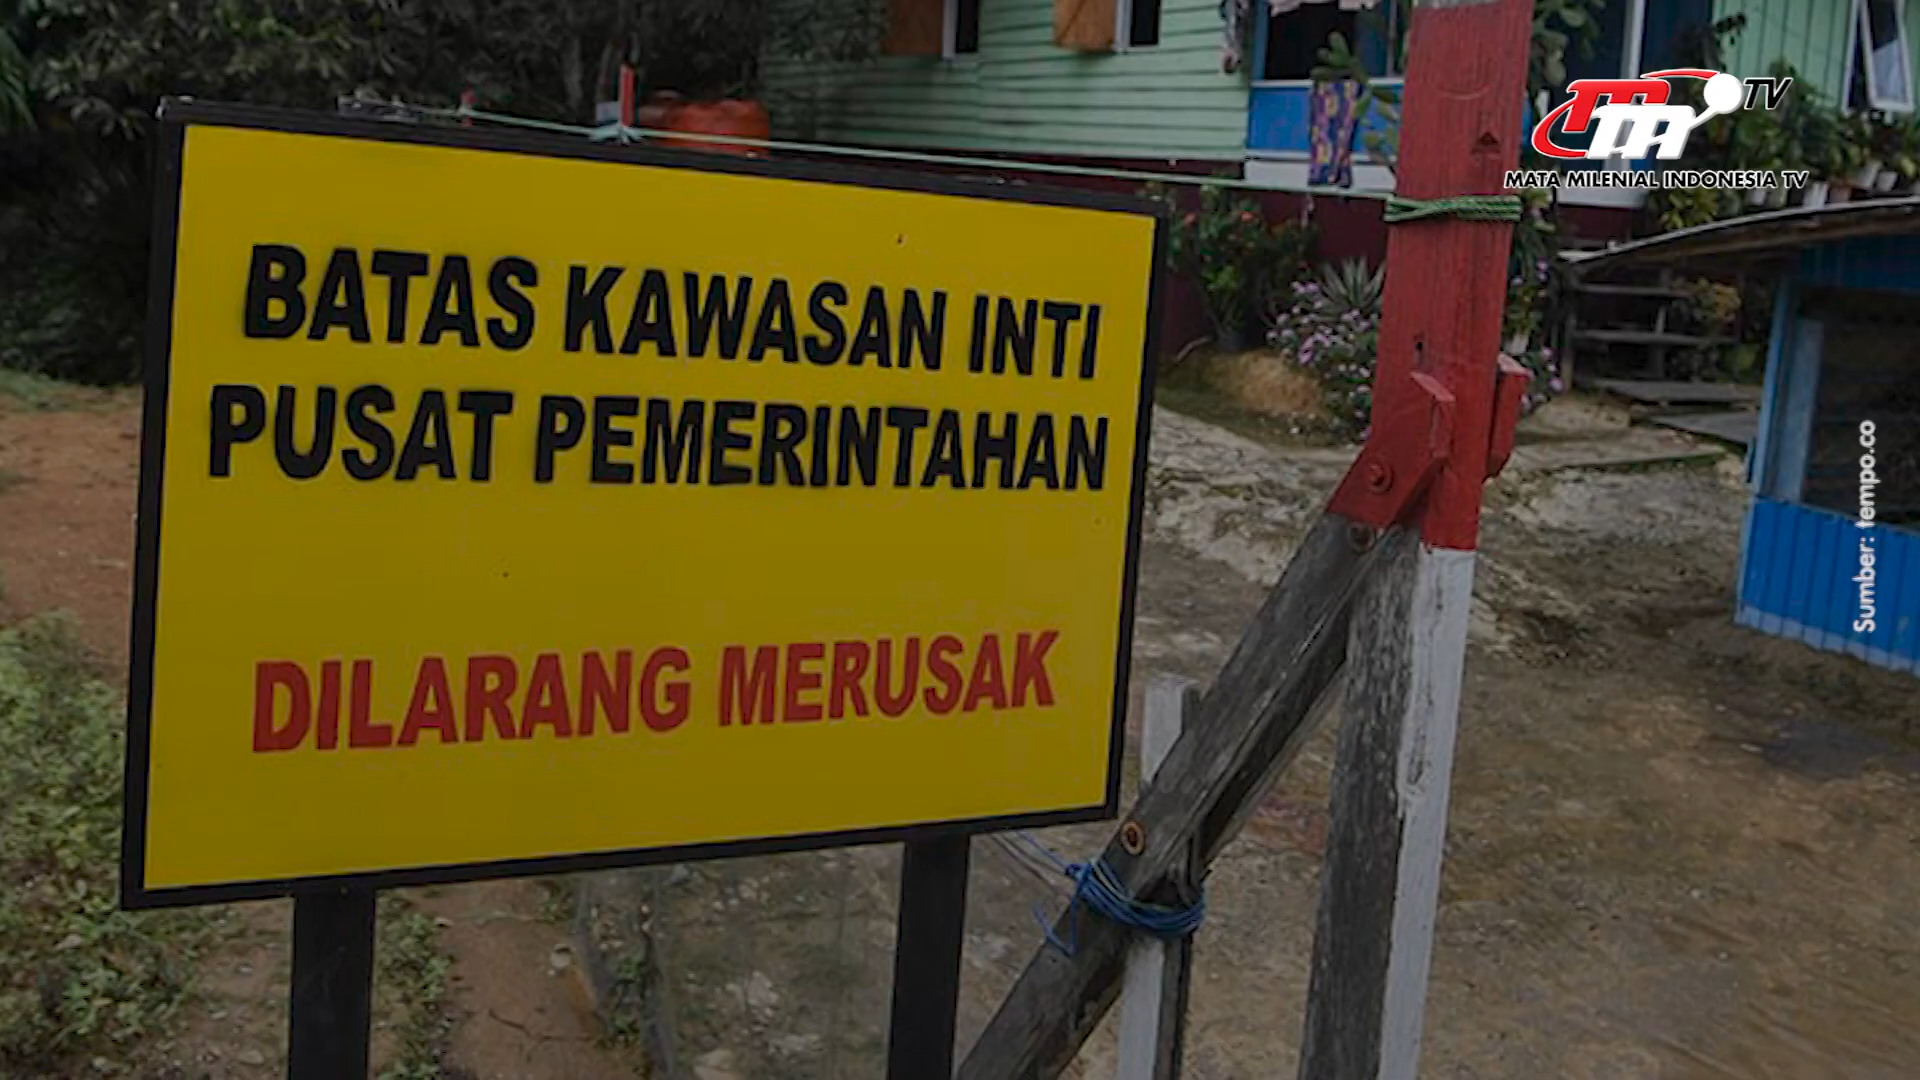 BATAS KAWASAN INTI
PUSAT PEMERINTAHAN
DILARANG MERUSAK
TV
MATA MILENIAL INDONESIA TV
Sumber: tempo.co